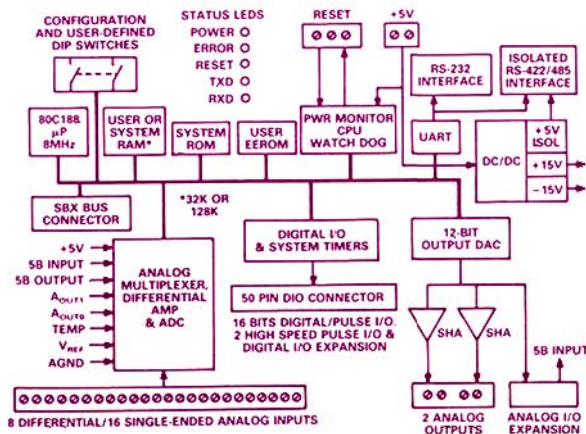 CONFIGURATION
AND USER-DEFINED
DIP SWITCHES
STATUS LEDS
POWER
ERROR
RESET
TXD
RXD
RESET
+5V
RS-232
INTERFACE
ISOLATED
RS-422/485
INTERFACE
80C188
µP
8MHz
USER OR
SYSTEM
RAM*
SYSTEM
ROM
USER
EEROM
PWR MONITOR
CPU
WATCH DOG
UART
DC/DC
+5V
ISOL
+15V
-15V
SBX BUS
CONNECTOR
*32K OR
128K
DIGITAL I/O
& SYSTEM TIMERS
12-BIT
OUTPUT DAC
+5V
5B INPUT
5B OUTPUT
AOUT1
AOUT0
TEMP
VREF
AGND
ANALOG
MULTIPLEXER,
DIFFERENTIAL
AMP
& ADC
50 PIN DIO CONNECTOR
16 BITS DIGITAL/PULSE I/O.
2 HIGH SPEED PULSE I/O &
DIGITAL I/O EXPANSION
SHA
SHA
5B INPUT
8 DIFFERENTIAL/16 SINGLE-ENDED ANALOG INPUTS
2 ANALOG
OUTPUTS
ANALOG I/O
EXPANSION